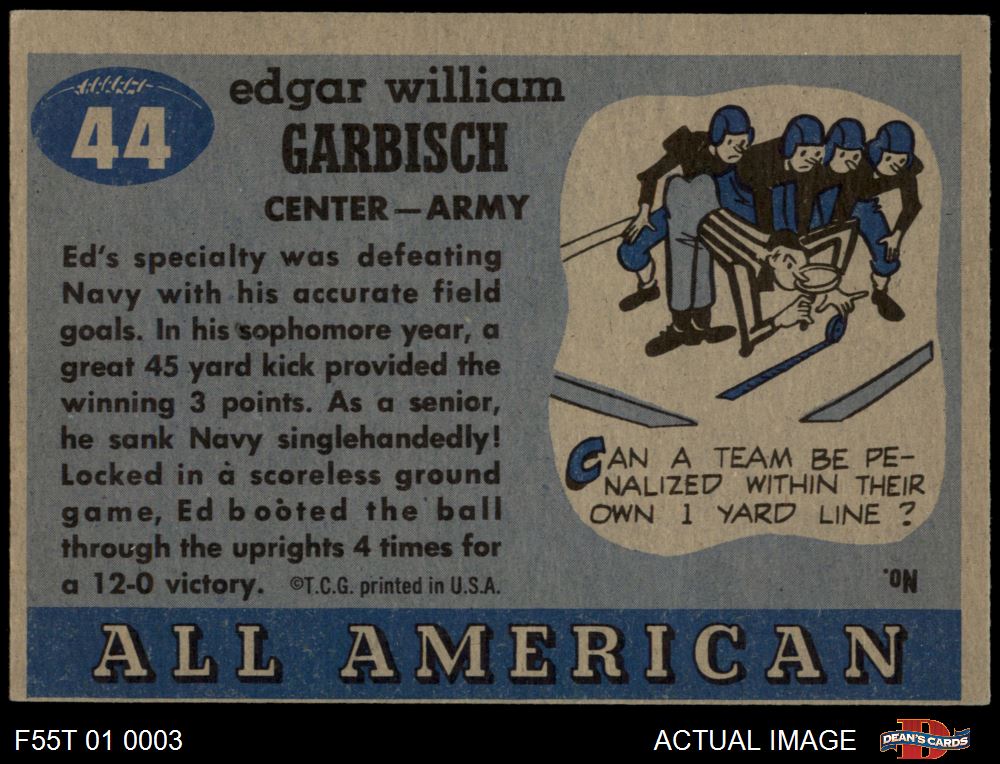 44
edgar william
GARBISCH
CENTER—ARMY
Ed's specialty was defeating
Navy with his accurate field
goals. In his sophomore year, a
great 45 yard kick provided the
winning 3 points. As a senior,
he sank Navy singlehandedly!
Locked in a scoreless ground
game, Ed booted the ball
through the uprights 4 times for
a 12-0 victory. ©T.C.G. printed in U.S.A.
CAN A TEAM BE PE-
NALIZED WITHIN THEIR
OWN 1 YARD LINE?
NO.
ALL AMERICAN
F55T 01 0003
ACTUAL IMAGE
D
DEAN'S CARDS